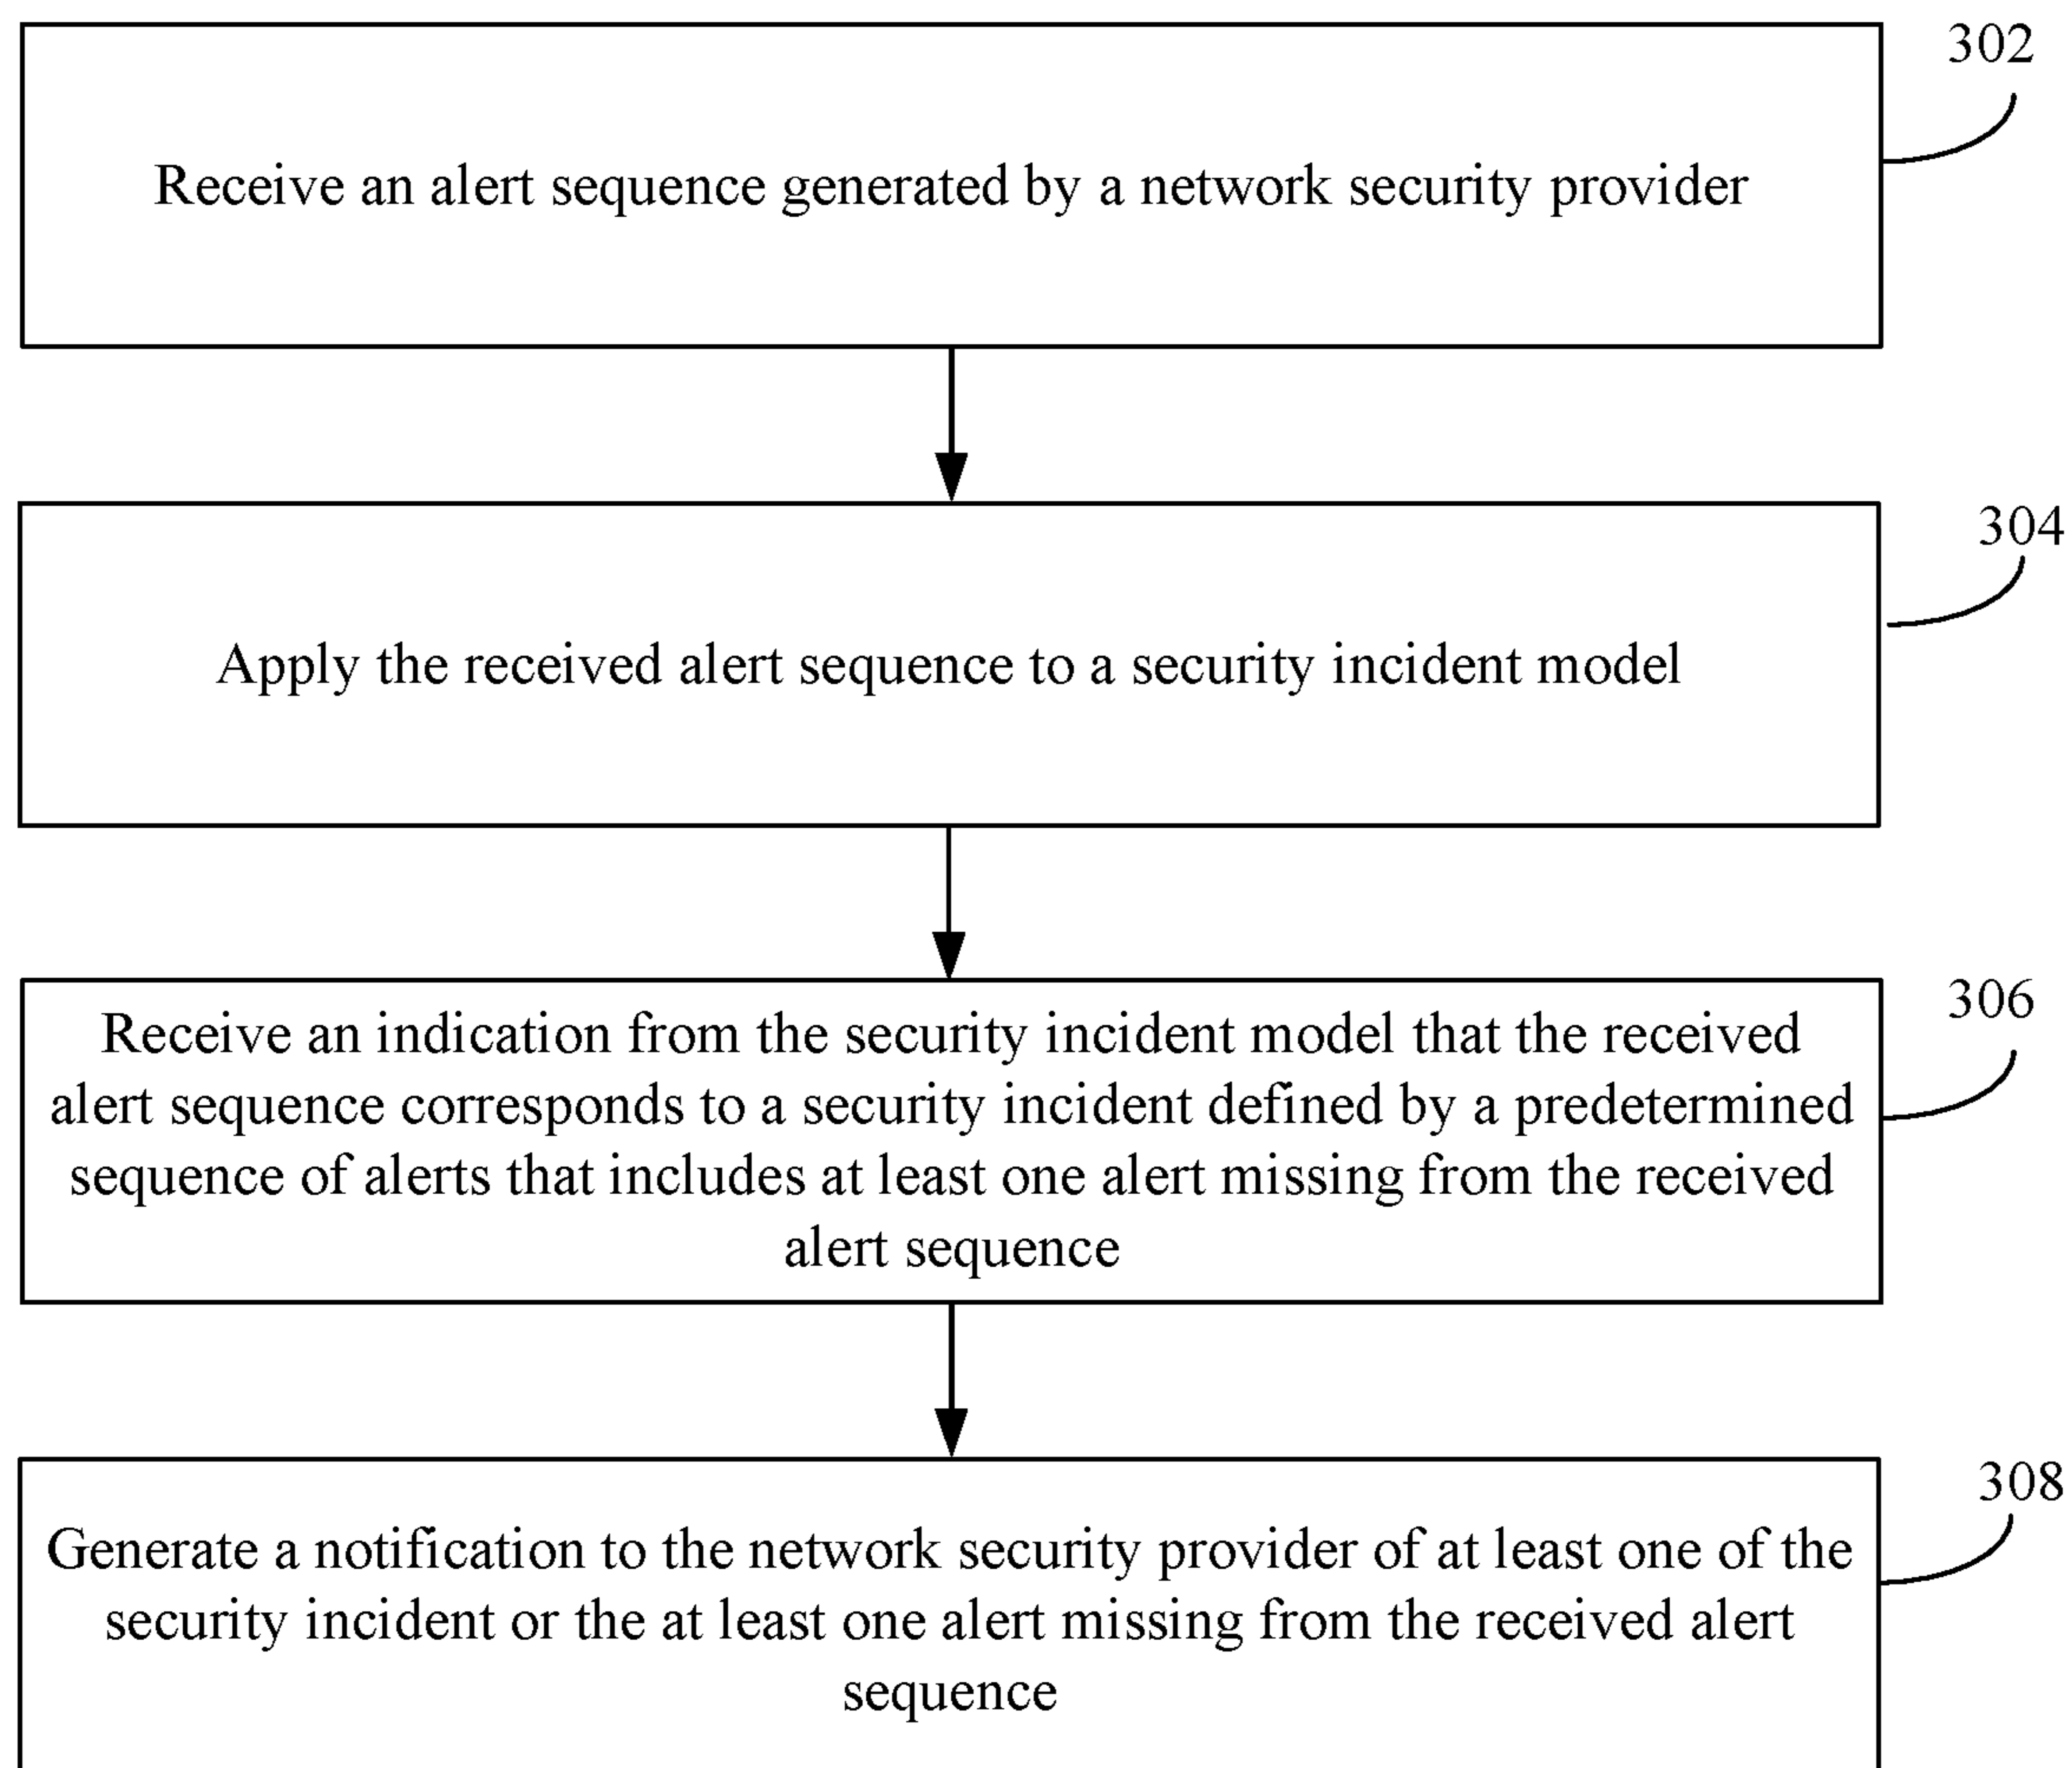 302
Receive an alert sequence generated by a network security provider
304
Apply the received alert sequence to a security incident model
306
Receive an indication from the security incident model that the received
alert sequence corresponds to a security incident defined by a predetermined
sequence of alerts that includes at least one alert missing from the received
alert sequence
308
Generate a notification to the network security provider of at least one of the
security incident or the at least one alert missing from the received alert
sequence